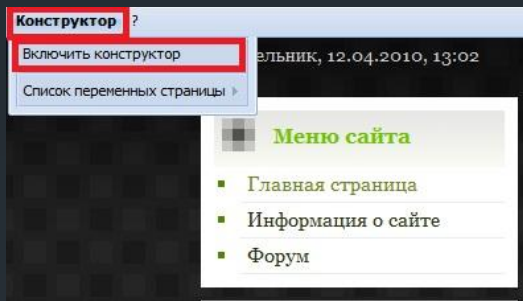 Конструктор ?
Включить конструктор
ельник, 12.04.2010, 13:02
Список переменных страницы
Меню сайта
Главная страница
Информация о сайте
Форум